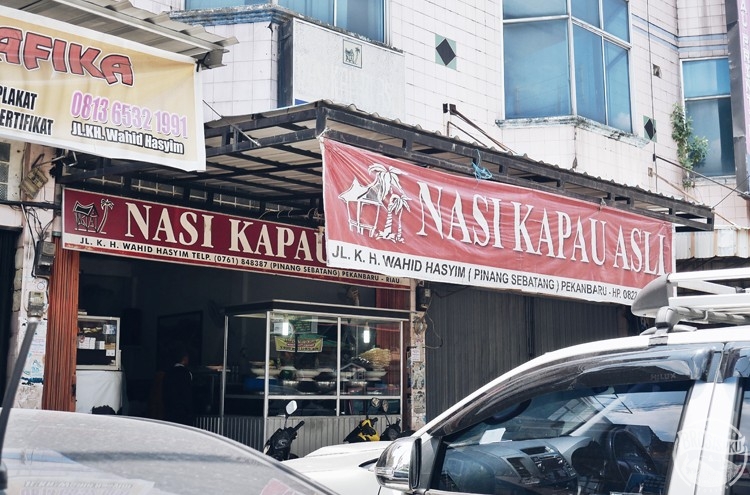 AFIKA
PLAKAT
ERTIFIKAT
0813 6532 1991
Jl.KH. Wahid Hasyim
NASI KAPAU
JL. K. H. WAHID HASYIM TELP. (0761) 848387 (PINANG SEBATANG) PEKANBARU - RIAU
NASI KAPAU ASLI
JL. K. H. WAHID HASYIM ( PINANG SEBATANG ) PEKANBARU - HP. 082